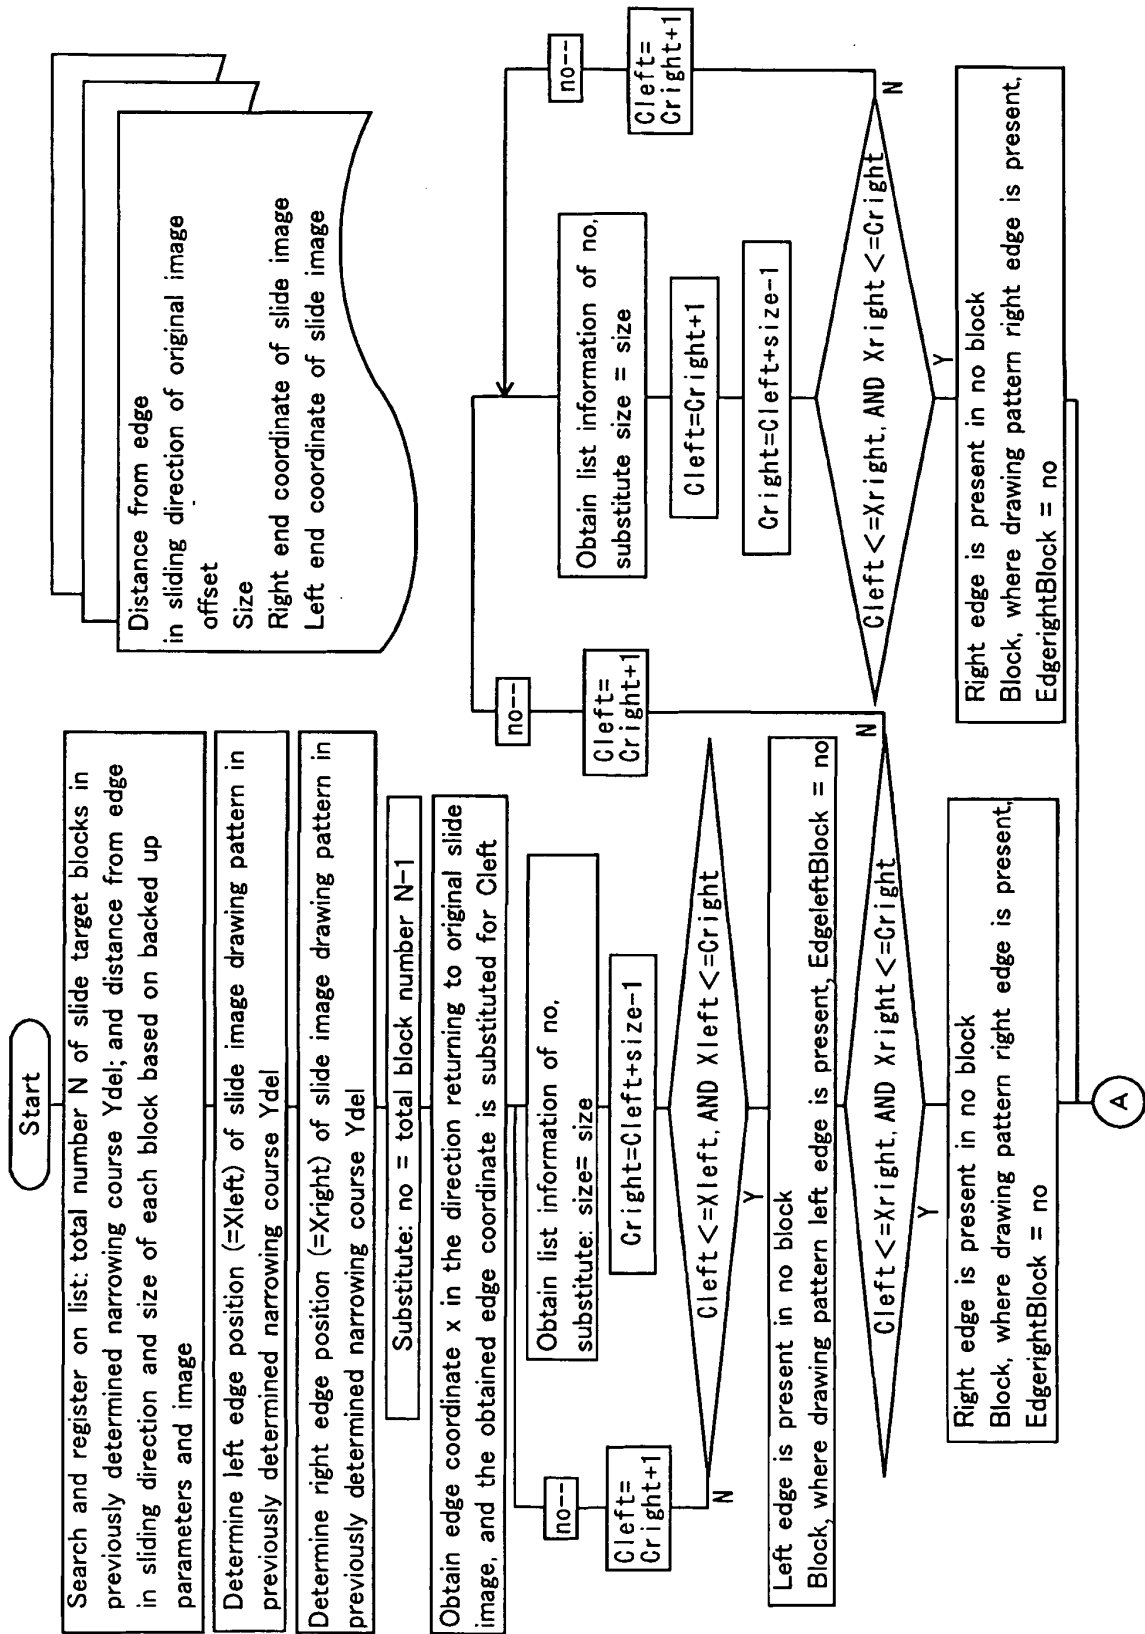 Start
Search and register on list: total number N of slide target blocks in
previously determined narrowing course Ydel; and distance from edge
in sliding direction and size of each block based on backed up
parameters and image
Determine left edge position (=Xleft) of slide image drawing pattern in
previously determined narrowing course Ydel
Determine right edge position (=Xright) of slide image drawing pattern in
previously determined narrowing course Ydel
Substitute: no = total block number N-1
Obtain edge coordinate x in the direction returning to original slide
image, and the obtained edge coordinate is substituted for Cleft
Obtain list information of no,
substitute: size= size
Cright=Cleft+size-1
Cleft<=Xleft, AND Xleft<=Cright
N
Cleft=
Cright+1
no--
Y
Left edge is present in no block
Block, where drawing pattern left edge is present, EdgeleftBlock = no
Cleft<=Xright, AND Xright<=Cright
N
Cleft=
Cright+1
no--
Y
Right edge is present in no block
Block, where drawing pattern right edge is present,
EdgerightBlock = no
A
Distance from edge
in sliding direction of original image
offset
Size
Right end coordinate of slide image
Left end coordinate of slide image
Obtain list information of no,
substitute size = size
Cleft=Cright+1
Cright=Cleft+size-1
Cleft<=Xright, AND Xright<=Cright
N
Cleft=
Cright+1
no--
Y
Right edge is present in no block
Block, where drawing pattern right edge is present,
EdgerightBlock = no